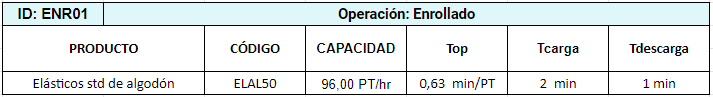 ID: ENR01 Operación: Enrollado
PRODUCTO CÓDIGO CAPACIDAD Top Tcarga Tdescarga
Elásticos std de algodón ELAL50 96,00 PT/hr 0,63 min/PT 2 min 1 min